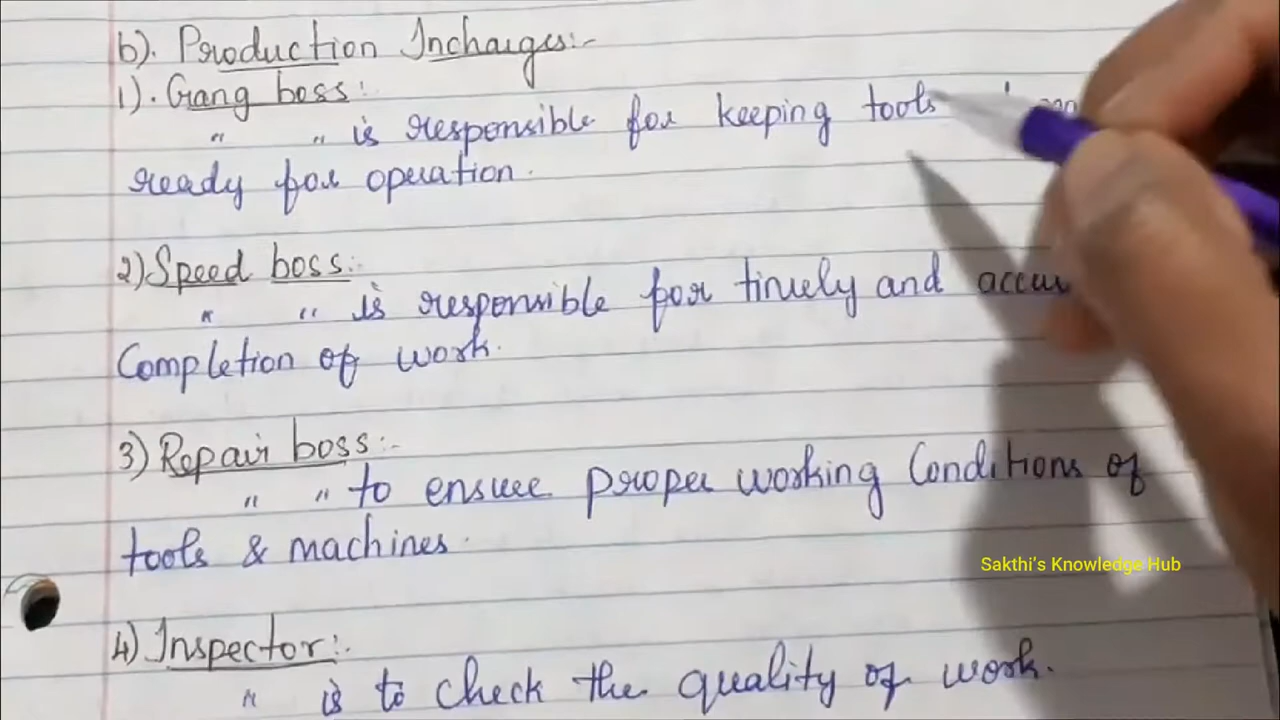 b). Production Incharges:-
1). Gang boss:
" " is responsible for keeping tools
ready for operation.
2) Speed boss:-
" " is responsible for timely and
Completion of work.
3) Repair boss:-
" " to ensure proper working Conditions of
tools & machines.
Sakthi's Knowledge Hub
4) Inspector:-
" is to check the quality of work.